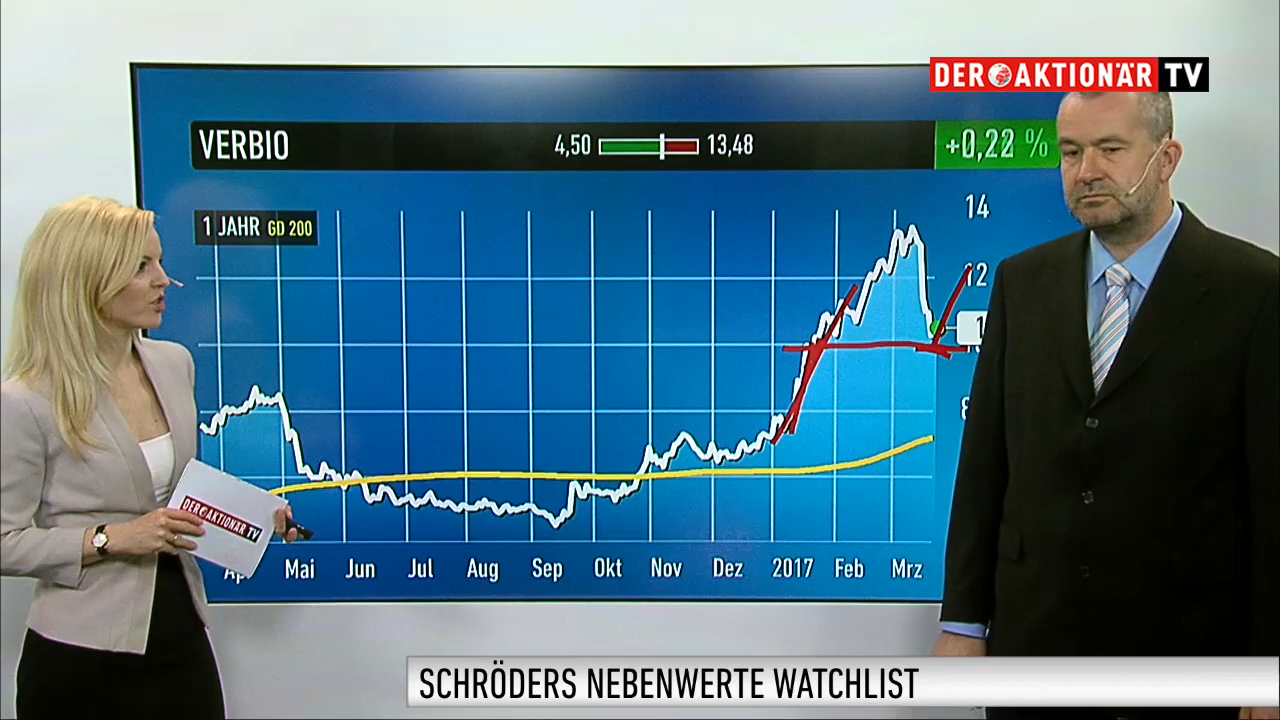 DER AKTIONÄR TV
VERBIO
4,50
13,48
+0,22 %
1 JAHR GD 200
14
12
DER AKTIONÄR TV
Mai Jun Jul Aug Sep Okt Nov Dez 2017 Feb Mrz
SCHRÖDERS NEBENWERTE WATCHLIST